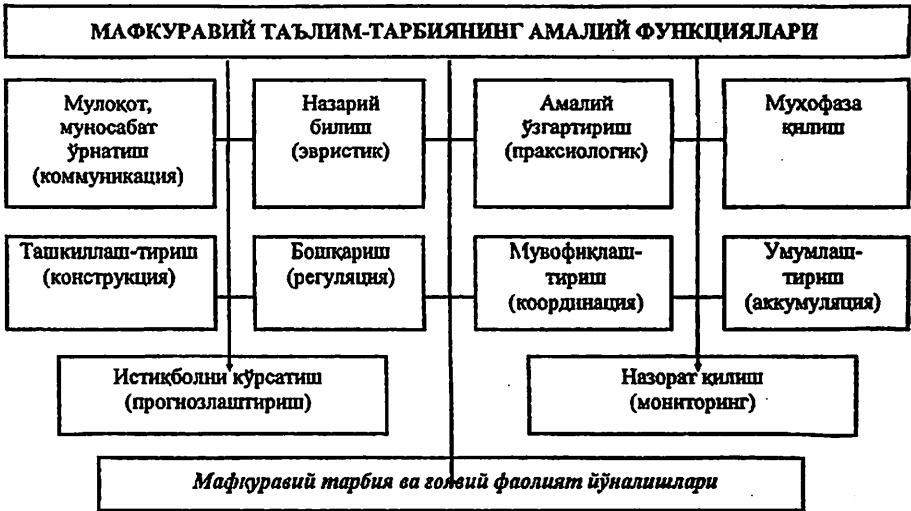 МАФКУРАВИЙ ТАЪЛИМ-ТАРБИЯНИНГ АМАЛИЙ ФУНКЦИЯЛАРИ
Мулоқот,
муносабат
ўрнатиш
(коммуникация)
Назарий
билиш
(эвристик)
Амалий
ўзгартириш
(праксиологик)
Муҳофаза
қилиш
Ташкиллаш-тириш
(конструкция)
Бошқариш
(регуляция)
Мувофиқлаш-
тириш
(координация)
Умумлаш-
тириш
(аккумуляция)
Истиқболни кўрсатиш
(прогнозлаштириш)
Назорат қилиш
(мониторинг)
Мафкуравий тарбия ва ғоявий фаолият йўналишлари